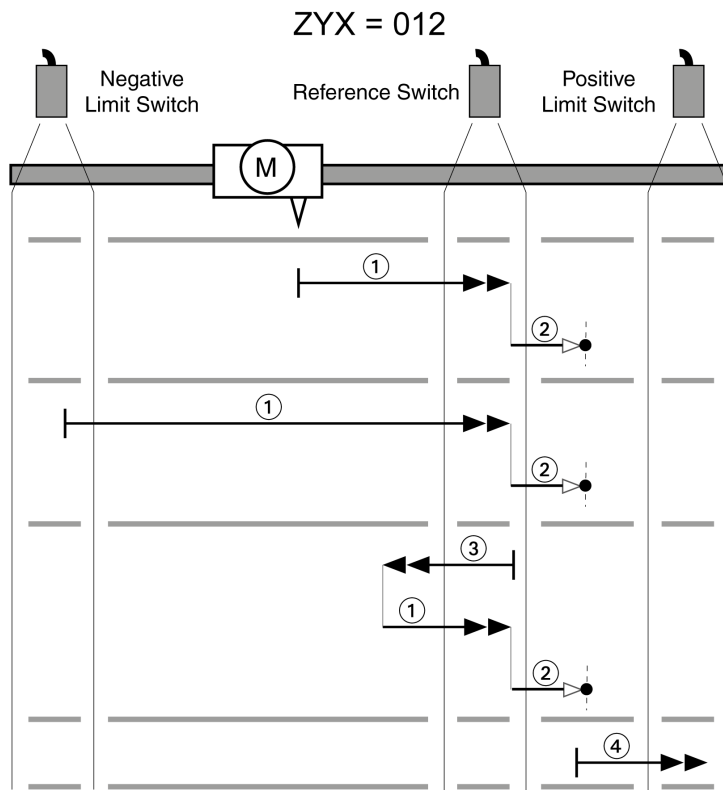 ZYX = 012
Negative
Limit Switch
Reference Switch
Positive
Limit Switch
M
1
2
1
2
3
1
2
4